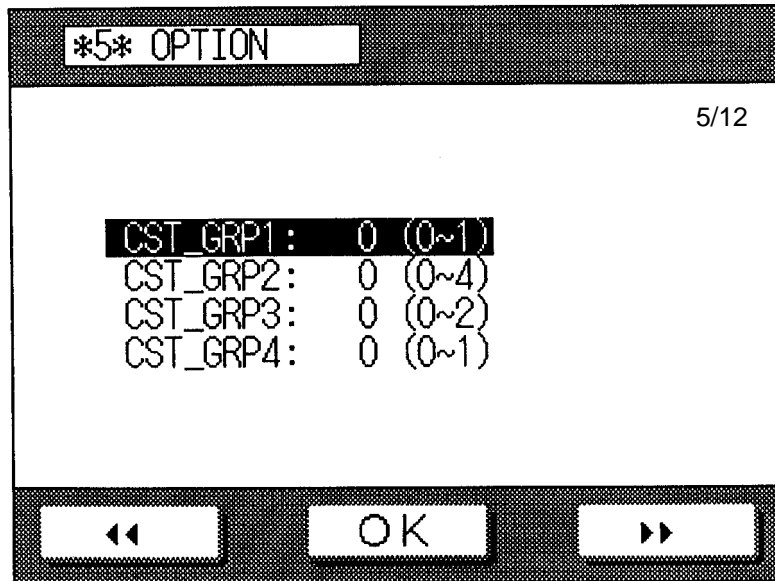 *5* OPTION
5/12
CST_GRP1: 0 (0~1)
CST_GRP2: 0 (0~4)
CST_GRP3: 0 (0~2)
CST_GRP4: 0 (0~1)
OK